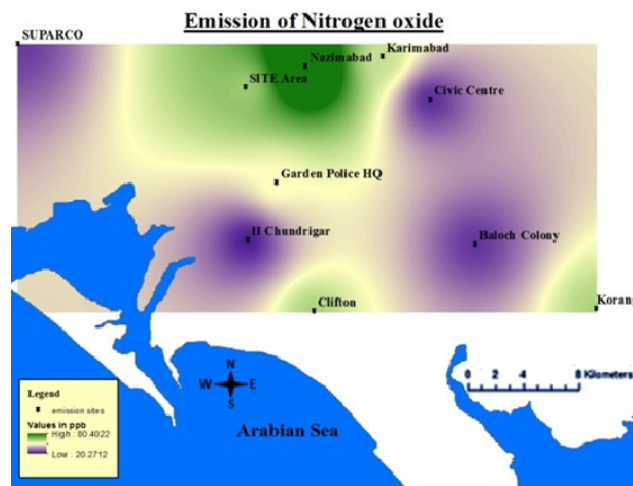 Emission of Nitrogen oxide
SUPARCO
Karimabad
Nazimabad
SITE Area
Civic Centre
Garden Police HQ
II Chundrigar
Baloch Colony
Clifton
Korang
N
W E
S
0 2 4 8 Kilometers
Legend
emission sites
Values in ppb
High : 80.4022
Low : 20.2712
Arabian Sea